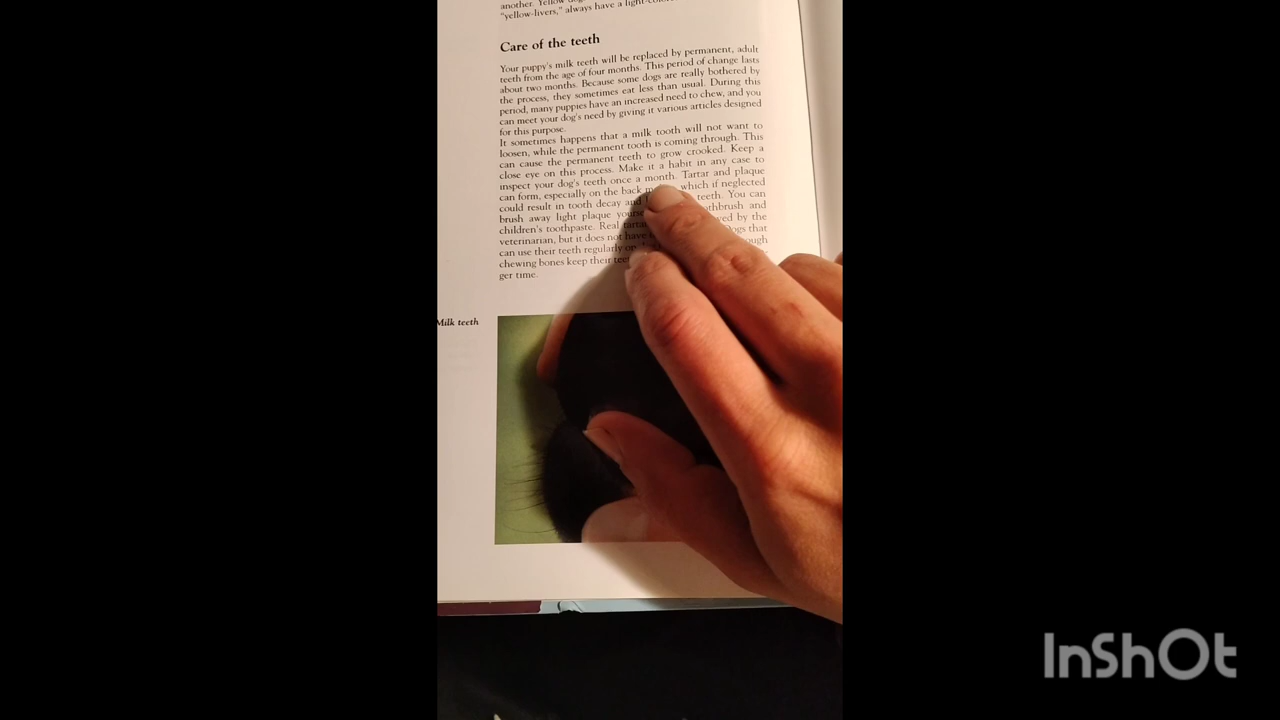 another. Yellow
"yellow-livers," always have a
Care of the teeth
Your puppy's milk teeth will be replaced by permanent, adult
teeth from the age of four months. This period of change lasts
about two months. Because some dogs are really bothered by
the process, they sometimes eat less than usual. During this
period, many puppies have an increased need to chew, and you
can meet your dog's need by giving it various articles designed
for this purpose.
It sometimes happens that a milk tooth will not want to
loosen, while the permanent tooth is coming through. This
can cause the permanent teeth to grow crooked. Keep a
close eye on this process. Make it a habit in any case to
inspect your dog's teeth once a month. Tartar and plaque
can form, especially on the back which if neglected
could result in tooth decay and teeth. You can
brush away light plaque and
children's toothpaste. Real by the
veterinarian, but it does not have that
can use their teeth regularly
chewing bones keep their
ger time.
Milk teeth
InShOt